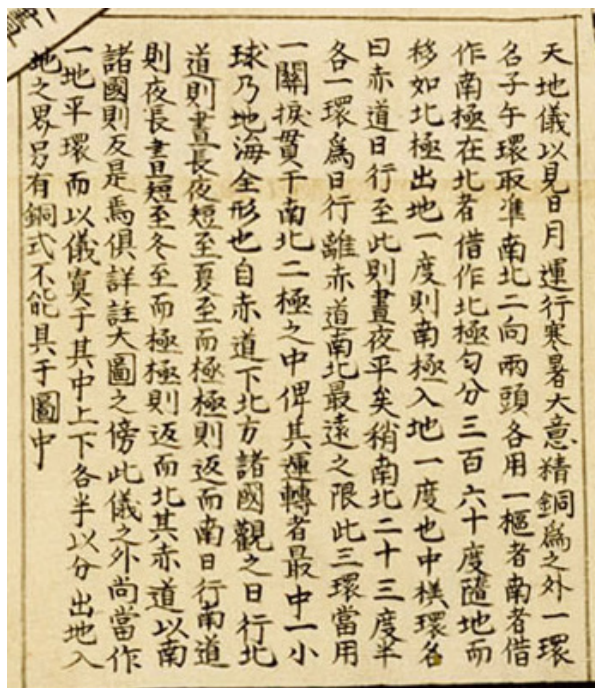 天地儀以見日月運行寒暑大意精銅為之外一環
名子午環取準南北二向兩頭各用一樞者南者借
作南極在北者借作北極勻分三百六十度隨地而
移如北極出地一度則南極入地一度也中橫環名
曰赤道日行至此則晝夜平矣稍南北二十三度半
各一環為日行離赤道南北最遠之限此三環當用
一關捩貫于南北二極之中俾其運轉者最中一小
球乃地海全形也自赤道下北方諸國觀之日行北
道則晝長夜短至夏至而極極則返而南日行南道
則夜長晝短至冬至而極極則返而北其赤道以南
諸國則反是焉俱詳註大圖之傍此儀之外尚當作
一地平環而以儀寘于其中上下各半以分出地入
地之界另有銅式不能具于圖中